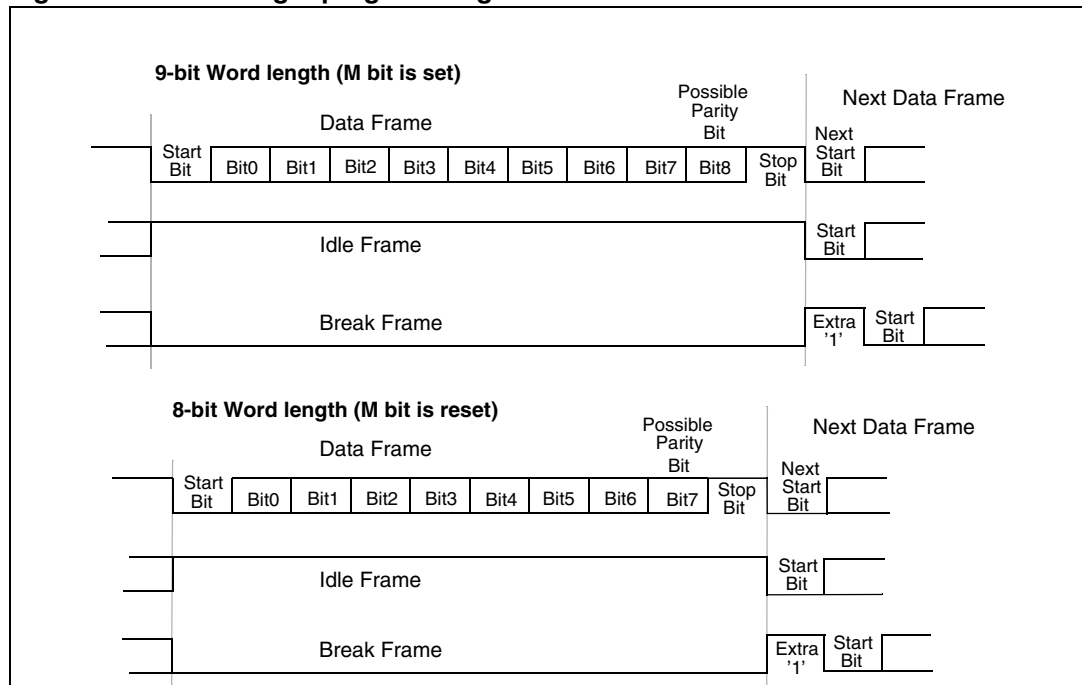 9-bit Word length (M bit is set)
Possible
Parity
Bit
Next Data Frame
Data Frame
Next
Start
Bit
Start
Bit
Bit0 Bit1 Bit2 Bit3 Bit4 Bit5 Bit6 Bit7 Bit8
Stop
Bit
Idle Frame
Start
Bit
Break Frame
Extra
'1'
Start
Bit
8-bit Word length (M bit is reset)
Possible
Parity
Bit
Next Data Frame
Data Frame
Next
Start
Bit
Start
Bit
Bit0 Bit1 Bit2 Bit3 Bit4 Bit5 Bit6 Bit7
Stop
Bit
Idle Frame
Start
Bit
Break Frame
Extra
'1'
Start
Bit